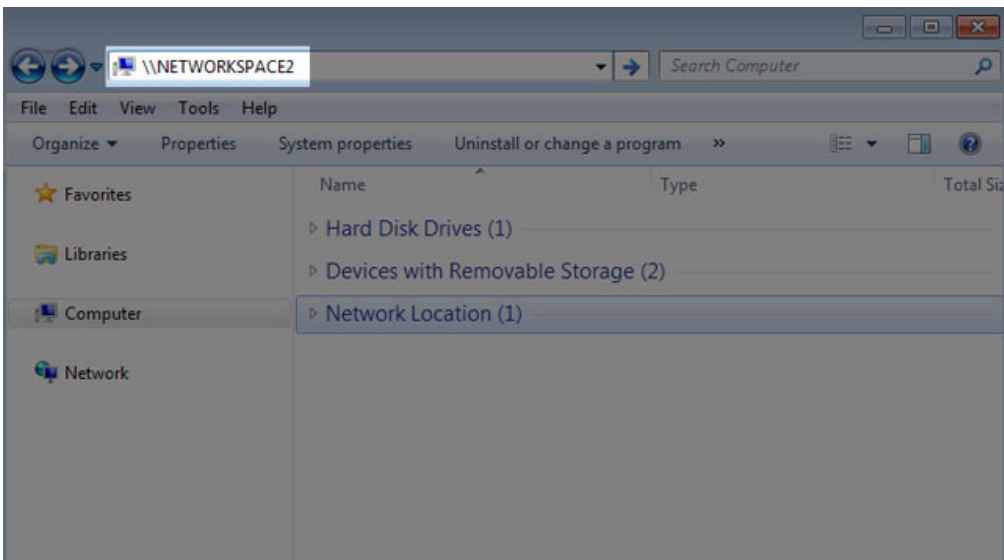 \\NETWORKSPACE2
Search Computer
File Edit View Tools Help
Organize Properties System properties Uninstall or change a program »
Name Type Total Siz
Favorites
Hard Disk Drives (1)
Libraries
Devices with Removable Storage (2)
Computer
Network Location (1)
Network